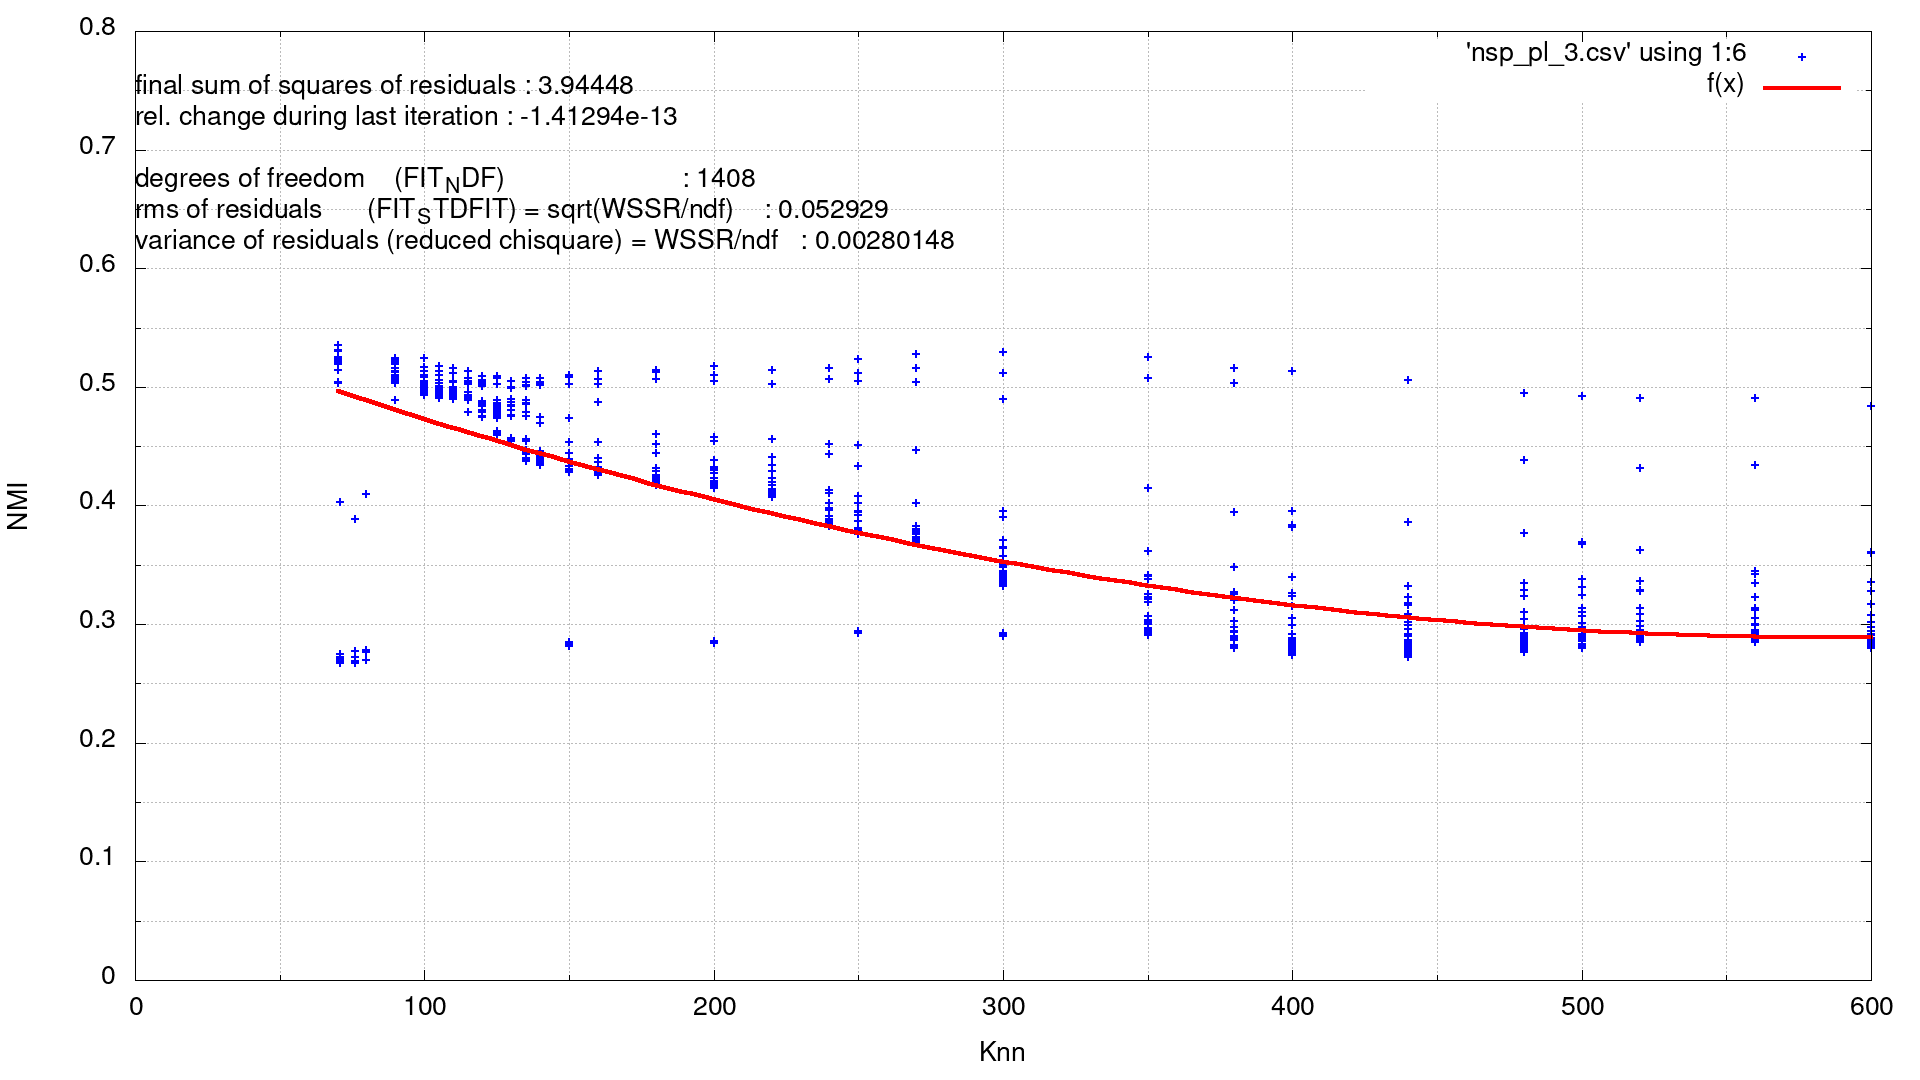 'nsp_pl_3.csv' using 1:6
f(x)
final sum of squares of residuals : 3.94448
rel. change during last iteration : -1.41294e-13
degrees of freedom (FIT_NDF) : 1408
rms of residuals (FIT_STDFIT) = sqrt(WSSR/ndf) : 0.052929
variance of residuals (reduced chisquare) = WSSR/ndf : 0.00280148
0.8
0.7
0.6
0.5
0.4
0.3
0.2
0.1
0
NMI
0 100 200 300 400 500 600
Knn